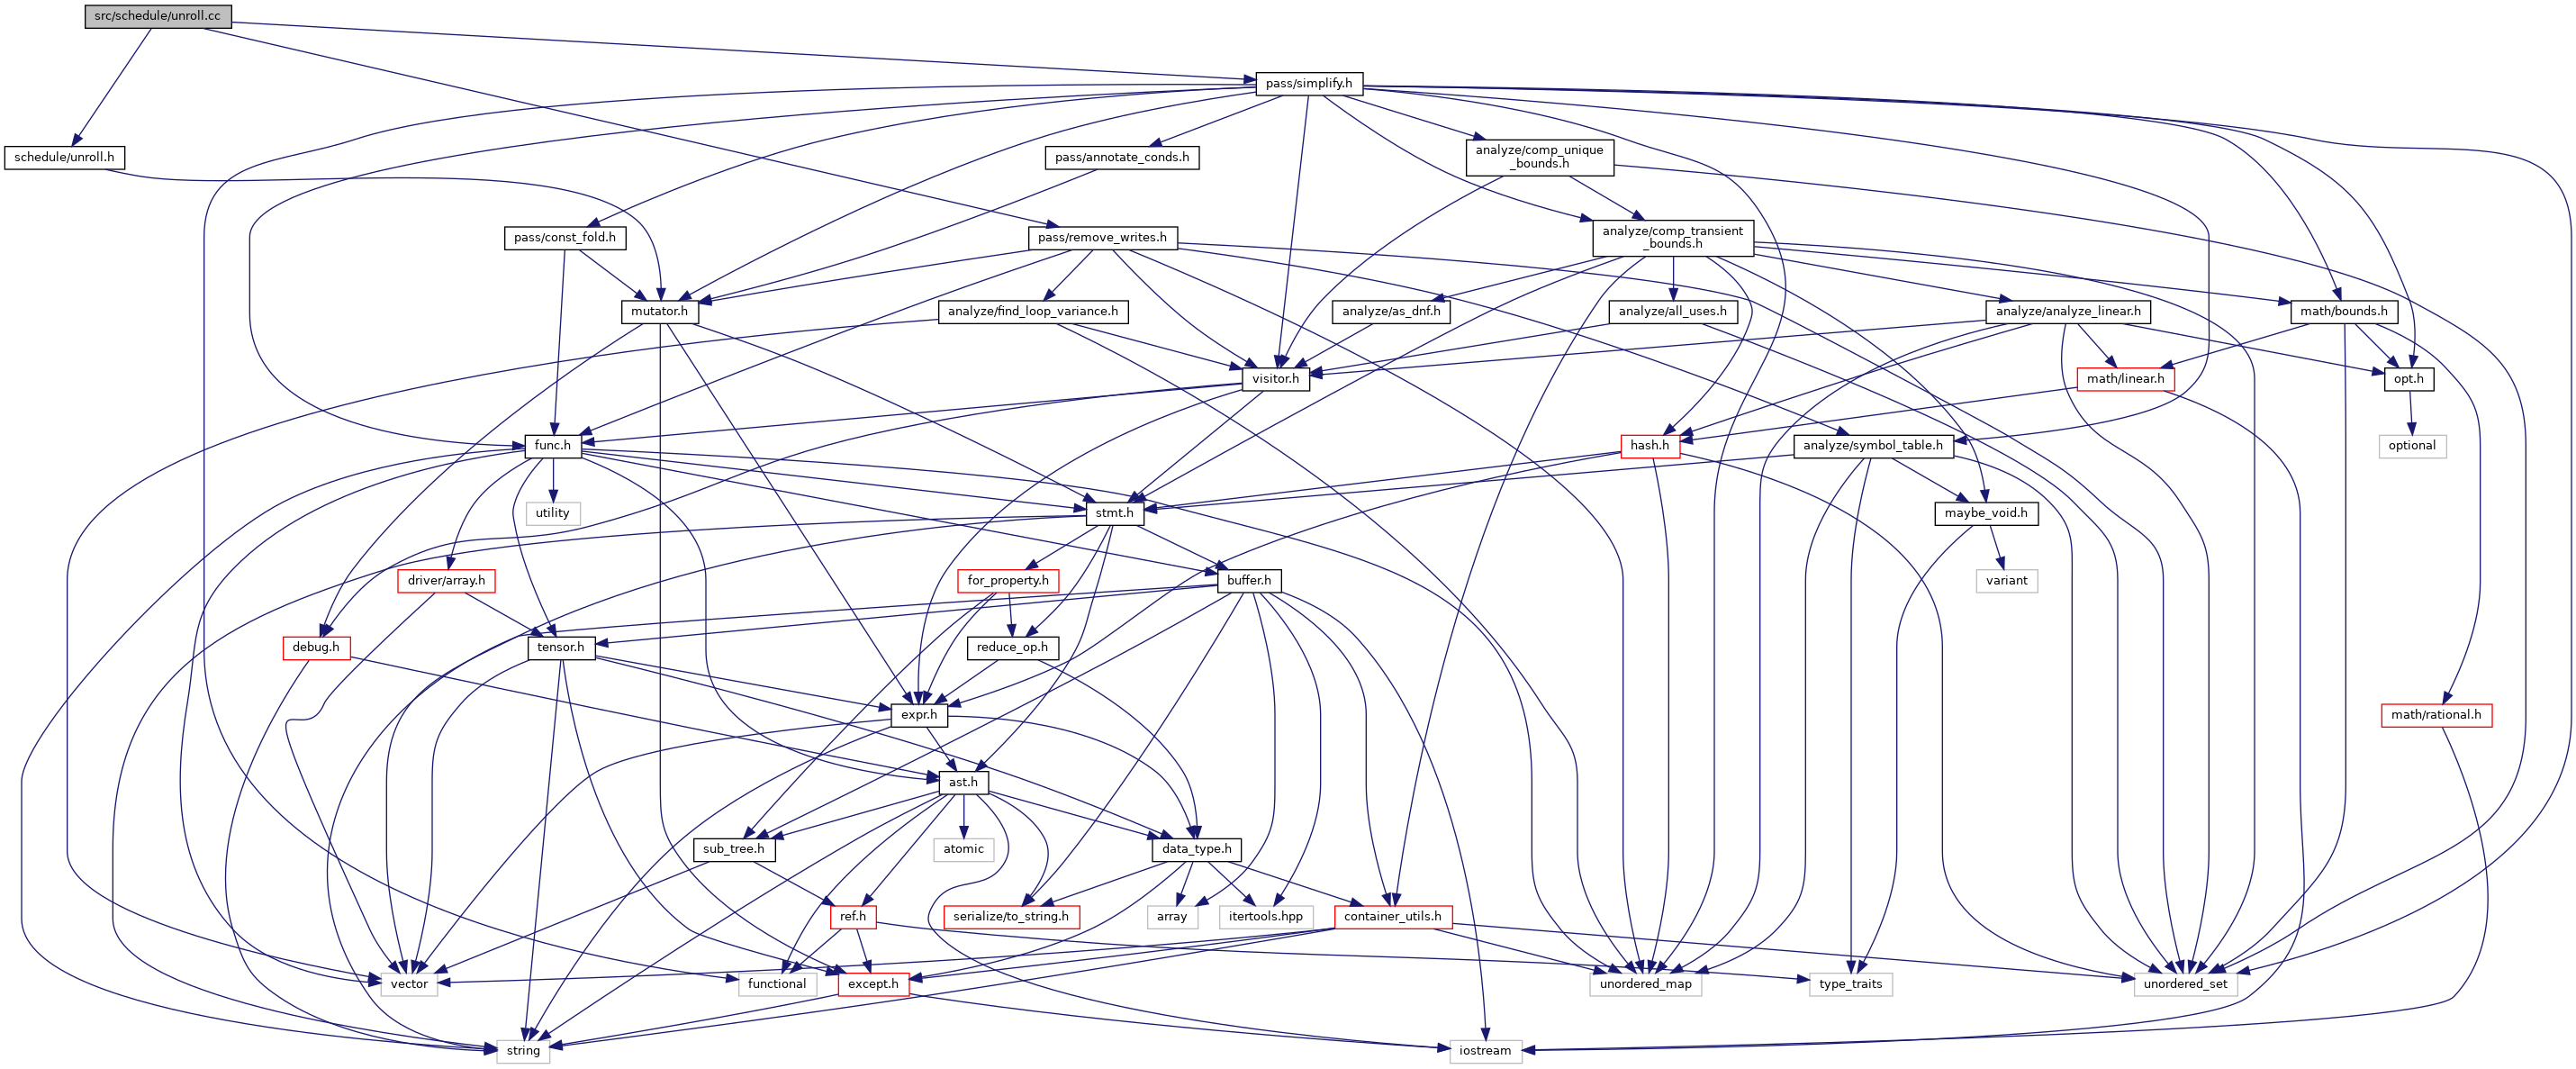 src/schedule/unroll.cc
pass/simplify.h
schedule/unroll.h
pass/annotate_conds.h
analyze/comp_unique
_bounds.h
pass/const_fold.h
pass/remove_writes.h
analyze/comp_transient
_bounds.h
mutator.h
analyze/find_loop_variance.h
analyze/as_dnf.h
analyze/all_uses.h
analyze/analyze_linear.h
math/bounds.h
visitor.h
math/linear.h
opt.h
func.h
hash.h
analyze/symbol_table.h
optional
utility
stmt.h
maybe_void.h
driver/array.h
for_property.h
buffer.h
variant
debug.h
tensor.h
reduce_op.h
expr.h
math/rational.h
ast.h
sub_tree.h
atomic
data_type.h
ref.h
serialize/to_string.h
array
itertools.hpp
container_utils.h
vector
functional
except.h
unordered_map
type_traits
unordered_set
string
iostream